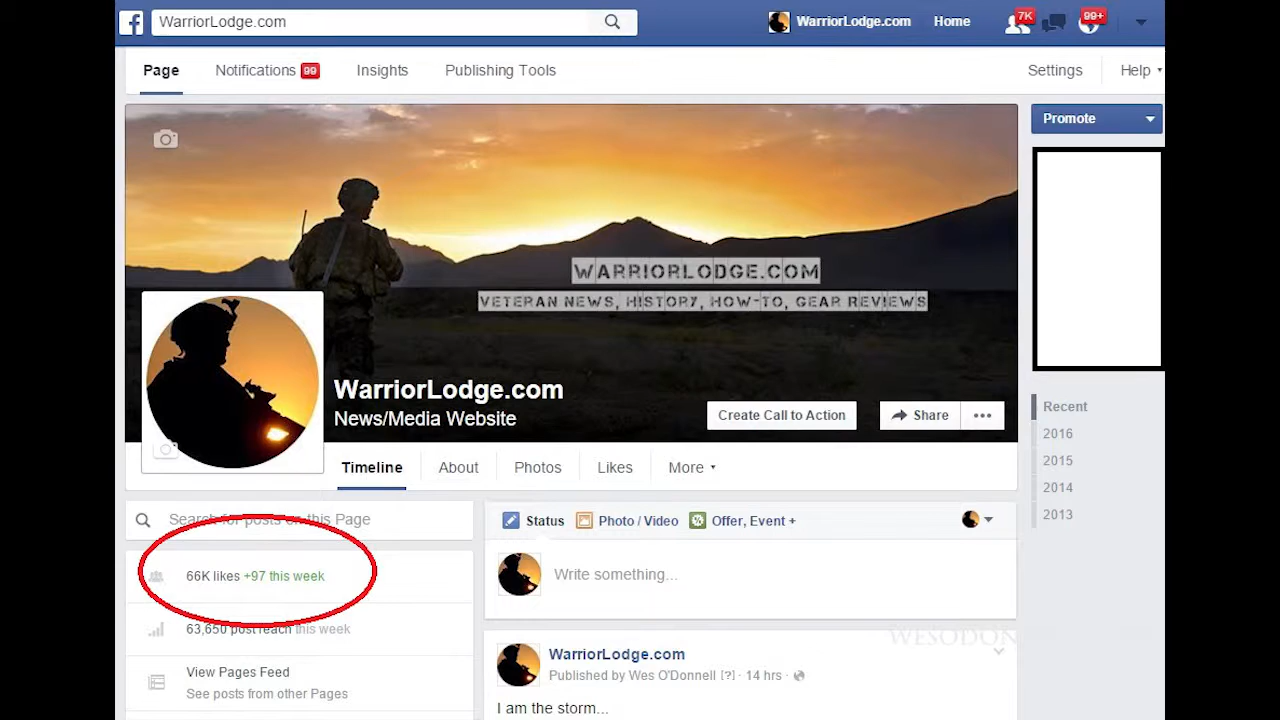 WarriorLodge.com
WarriorLodge.com Home 7K 99+
Page Notifications 99 Insights Publishing Tools Settings Help
Promote
WARRIORLODGE.COM
VETERAN NEWS, HISTORY, HOW-TO, GEAR REVIEWS
WarriorLodge.com
News/Media Website
Create Call to Action Share
Timeline About Photos Likes More
Recent
2016
2015
2014
2013
Search for posts on this Page
66K likes +97 this week
63,650 post reach this week
View Pages Feed
See posts from other Pages
Status Photo / Video Offer, Event +
Write something...
WESODON
WarriorLodge.com
Published by Wes O'Donnell [?] · 14 hrs ·
I am the storm...